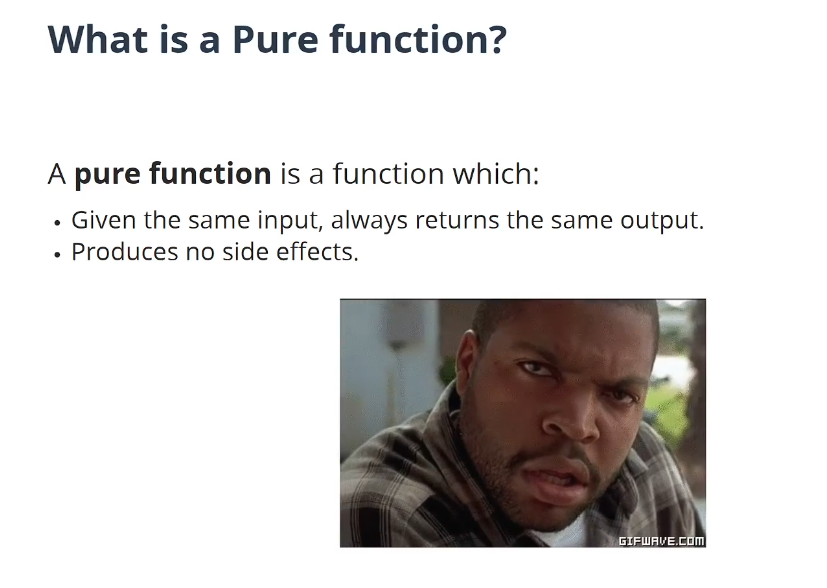 What is a Pure function?
A pure function is a function which:
• Given the same input, always returns the same output.
• Produces no side effects.
GIFWAVE.COM